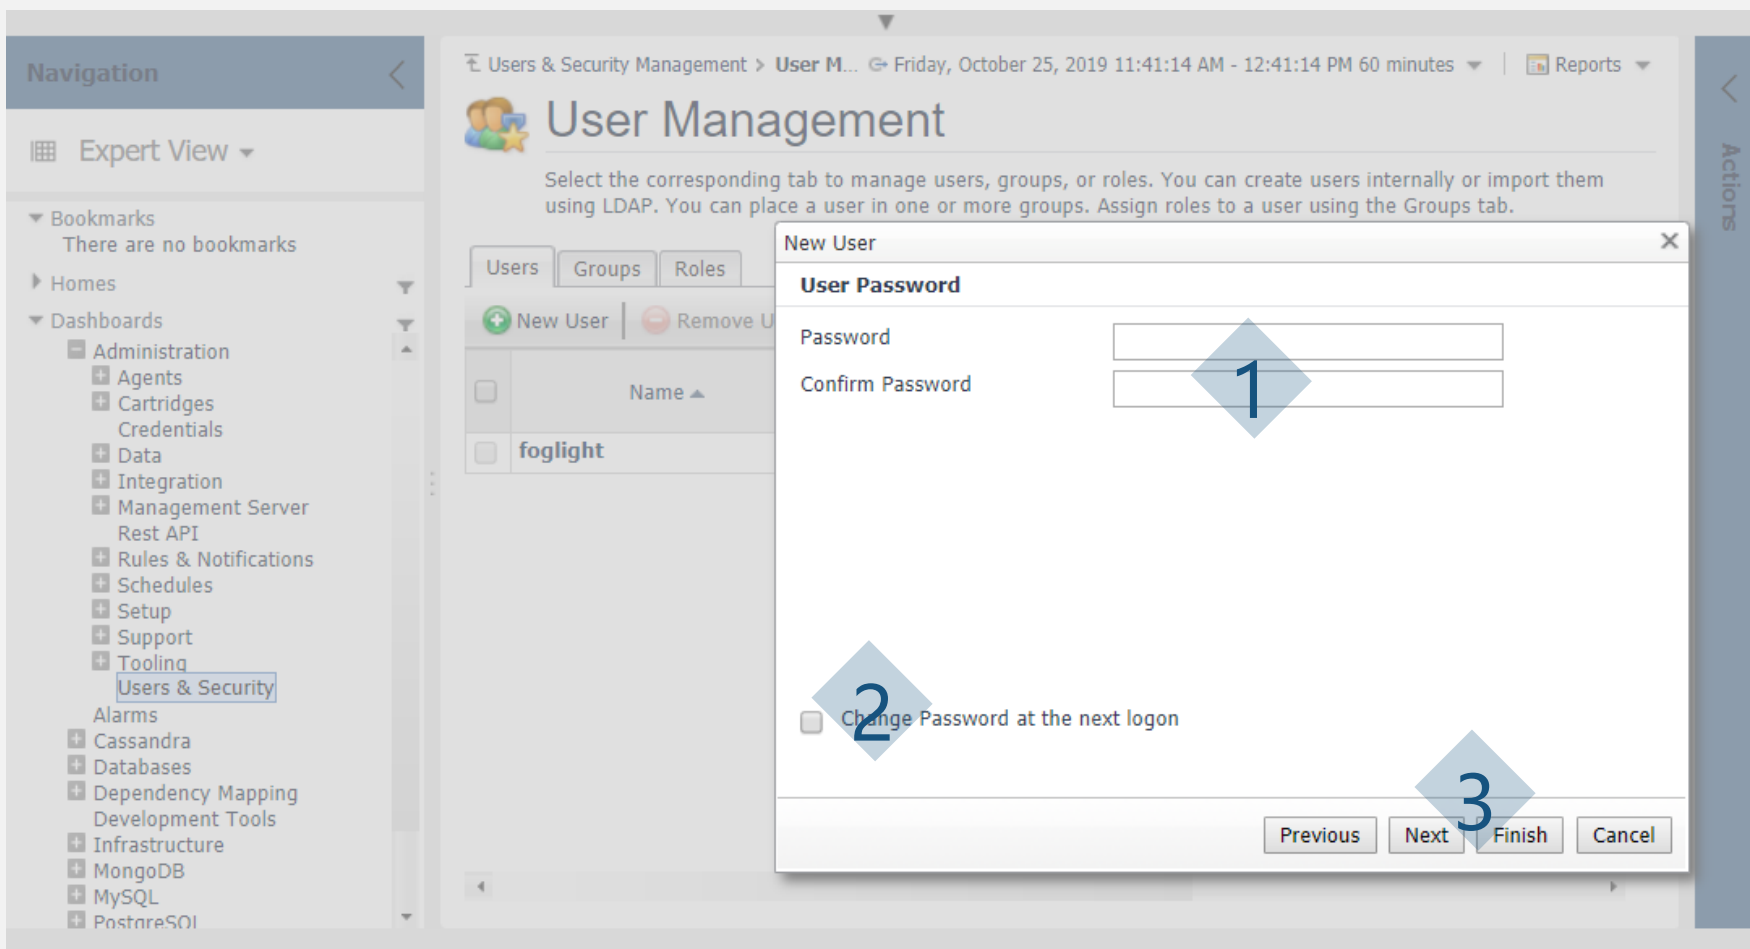 Navigation
Expert View
Bookmarks
There are no bookmarks
Homes
Dashboards
Administration
Agents
Cartridges
Credentials
Data
Integration
Management Server
Rest API
Rules & Notifications
Schedules
Setup
Support
Tooling
Users & Security
Alarms
Cassandra
Databases
Dependency Mapping
Development Tools
Infrastructure
MongoDB
MySQL
PostgreSQL
Users & Security Management > User M... Friday, October 25, 2019 11:41:14 AM - 12:41:14 PM 60 minutes Reports
User Management
Select the corresponding tab to manage users, groups, or roles. You can create users internally or import them
using LDAP. You can place a user in one or more groups. Assign roles to a user using the Groups tab.
Users Groups Roles
New User Remove U
Name
foglight
New User
User Password
Password
Confirm Password
1
2
Change Password at the next logon
3
Previous Next Finish Cancel
Actions